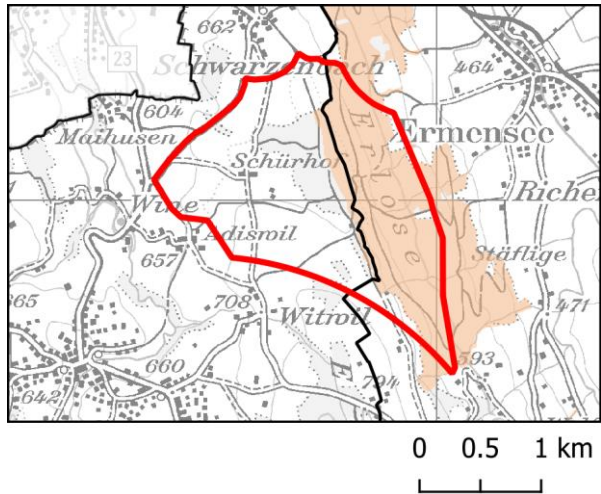 662
23
Schwarzenbach
464
604
Ermensee
Maihusen
Schürhof
Erlose
Wine
Riche
Adiswil
657
Stäflige
708
471
65
Witwil
593
660
704
E
642
0 0.5 1 km